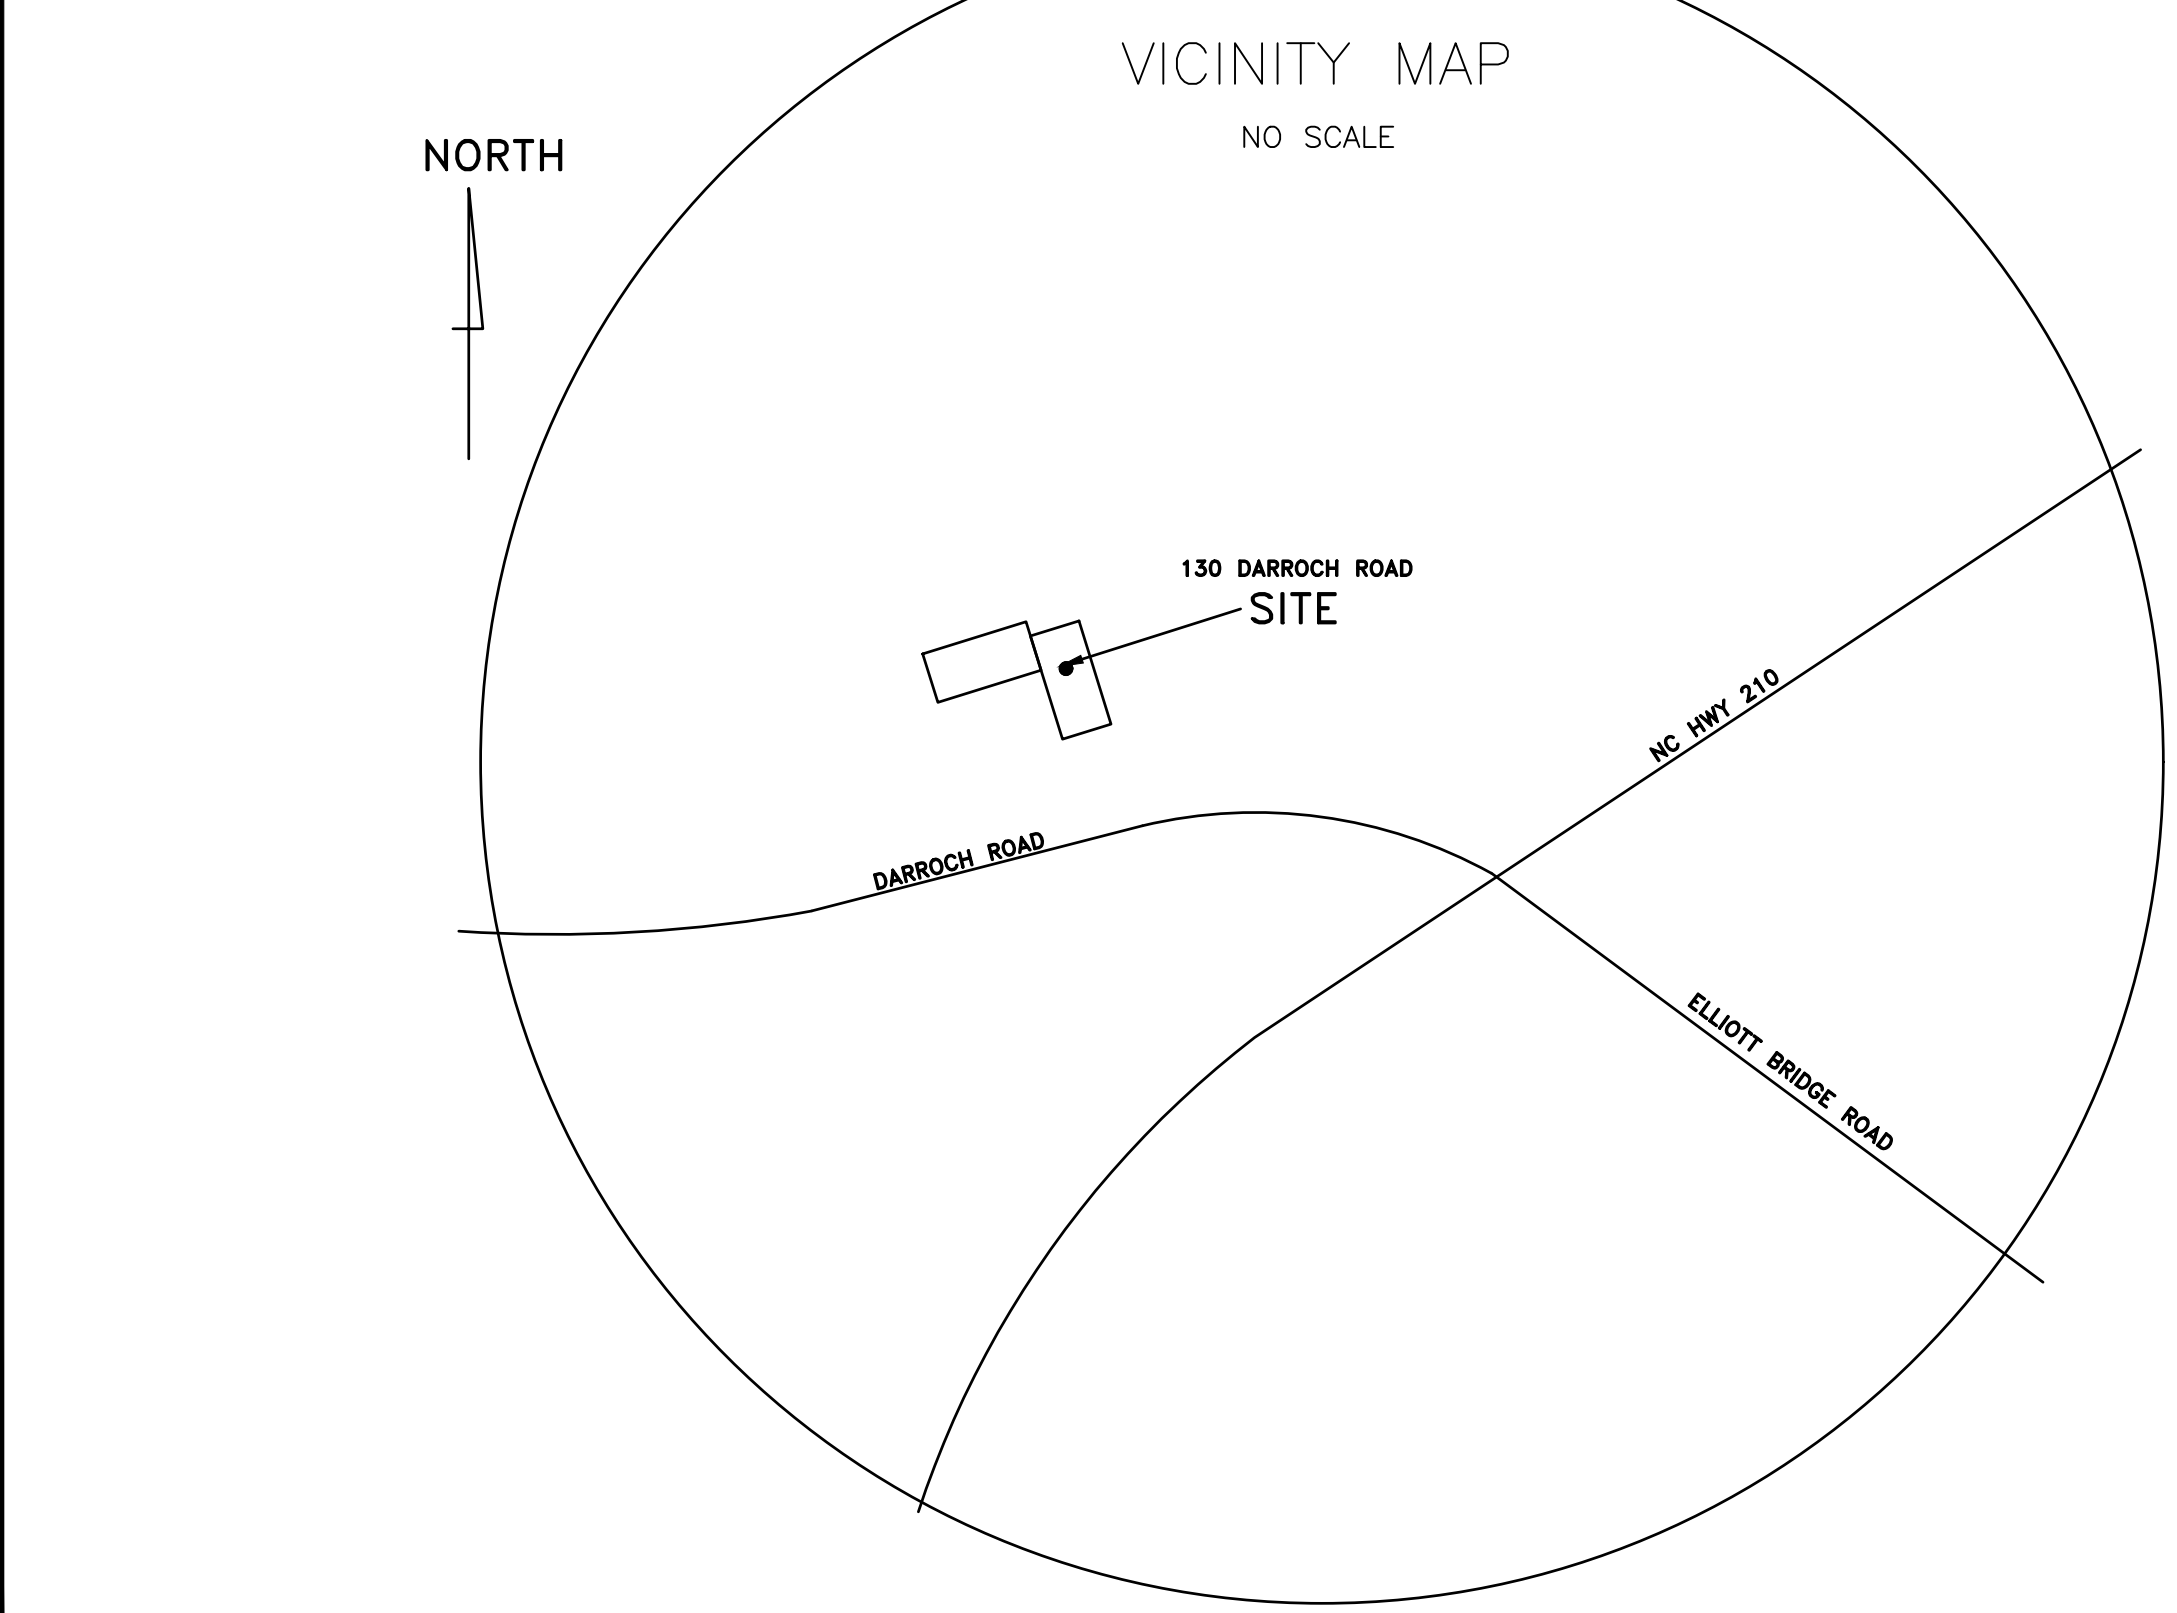 VICINITY MAP
NO SCALE
NORTH
130 DARROCH ROAD
SITE
NC HWY 210
DARROCH ROAD
ELLIOTT BRIDGE ROAD